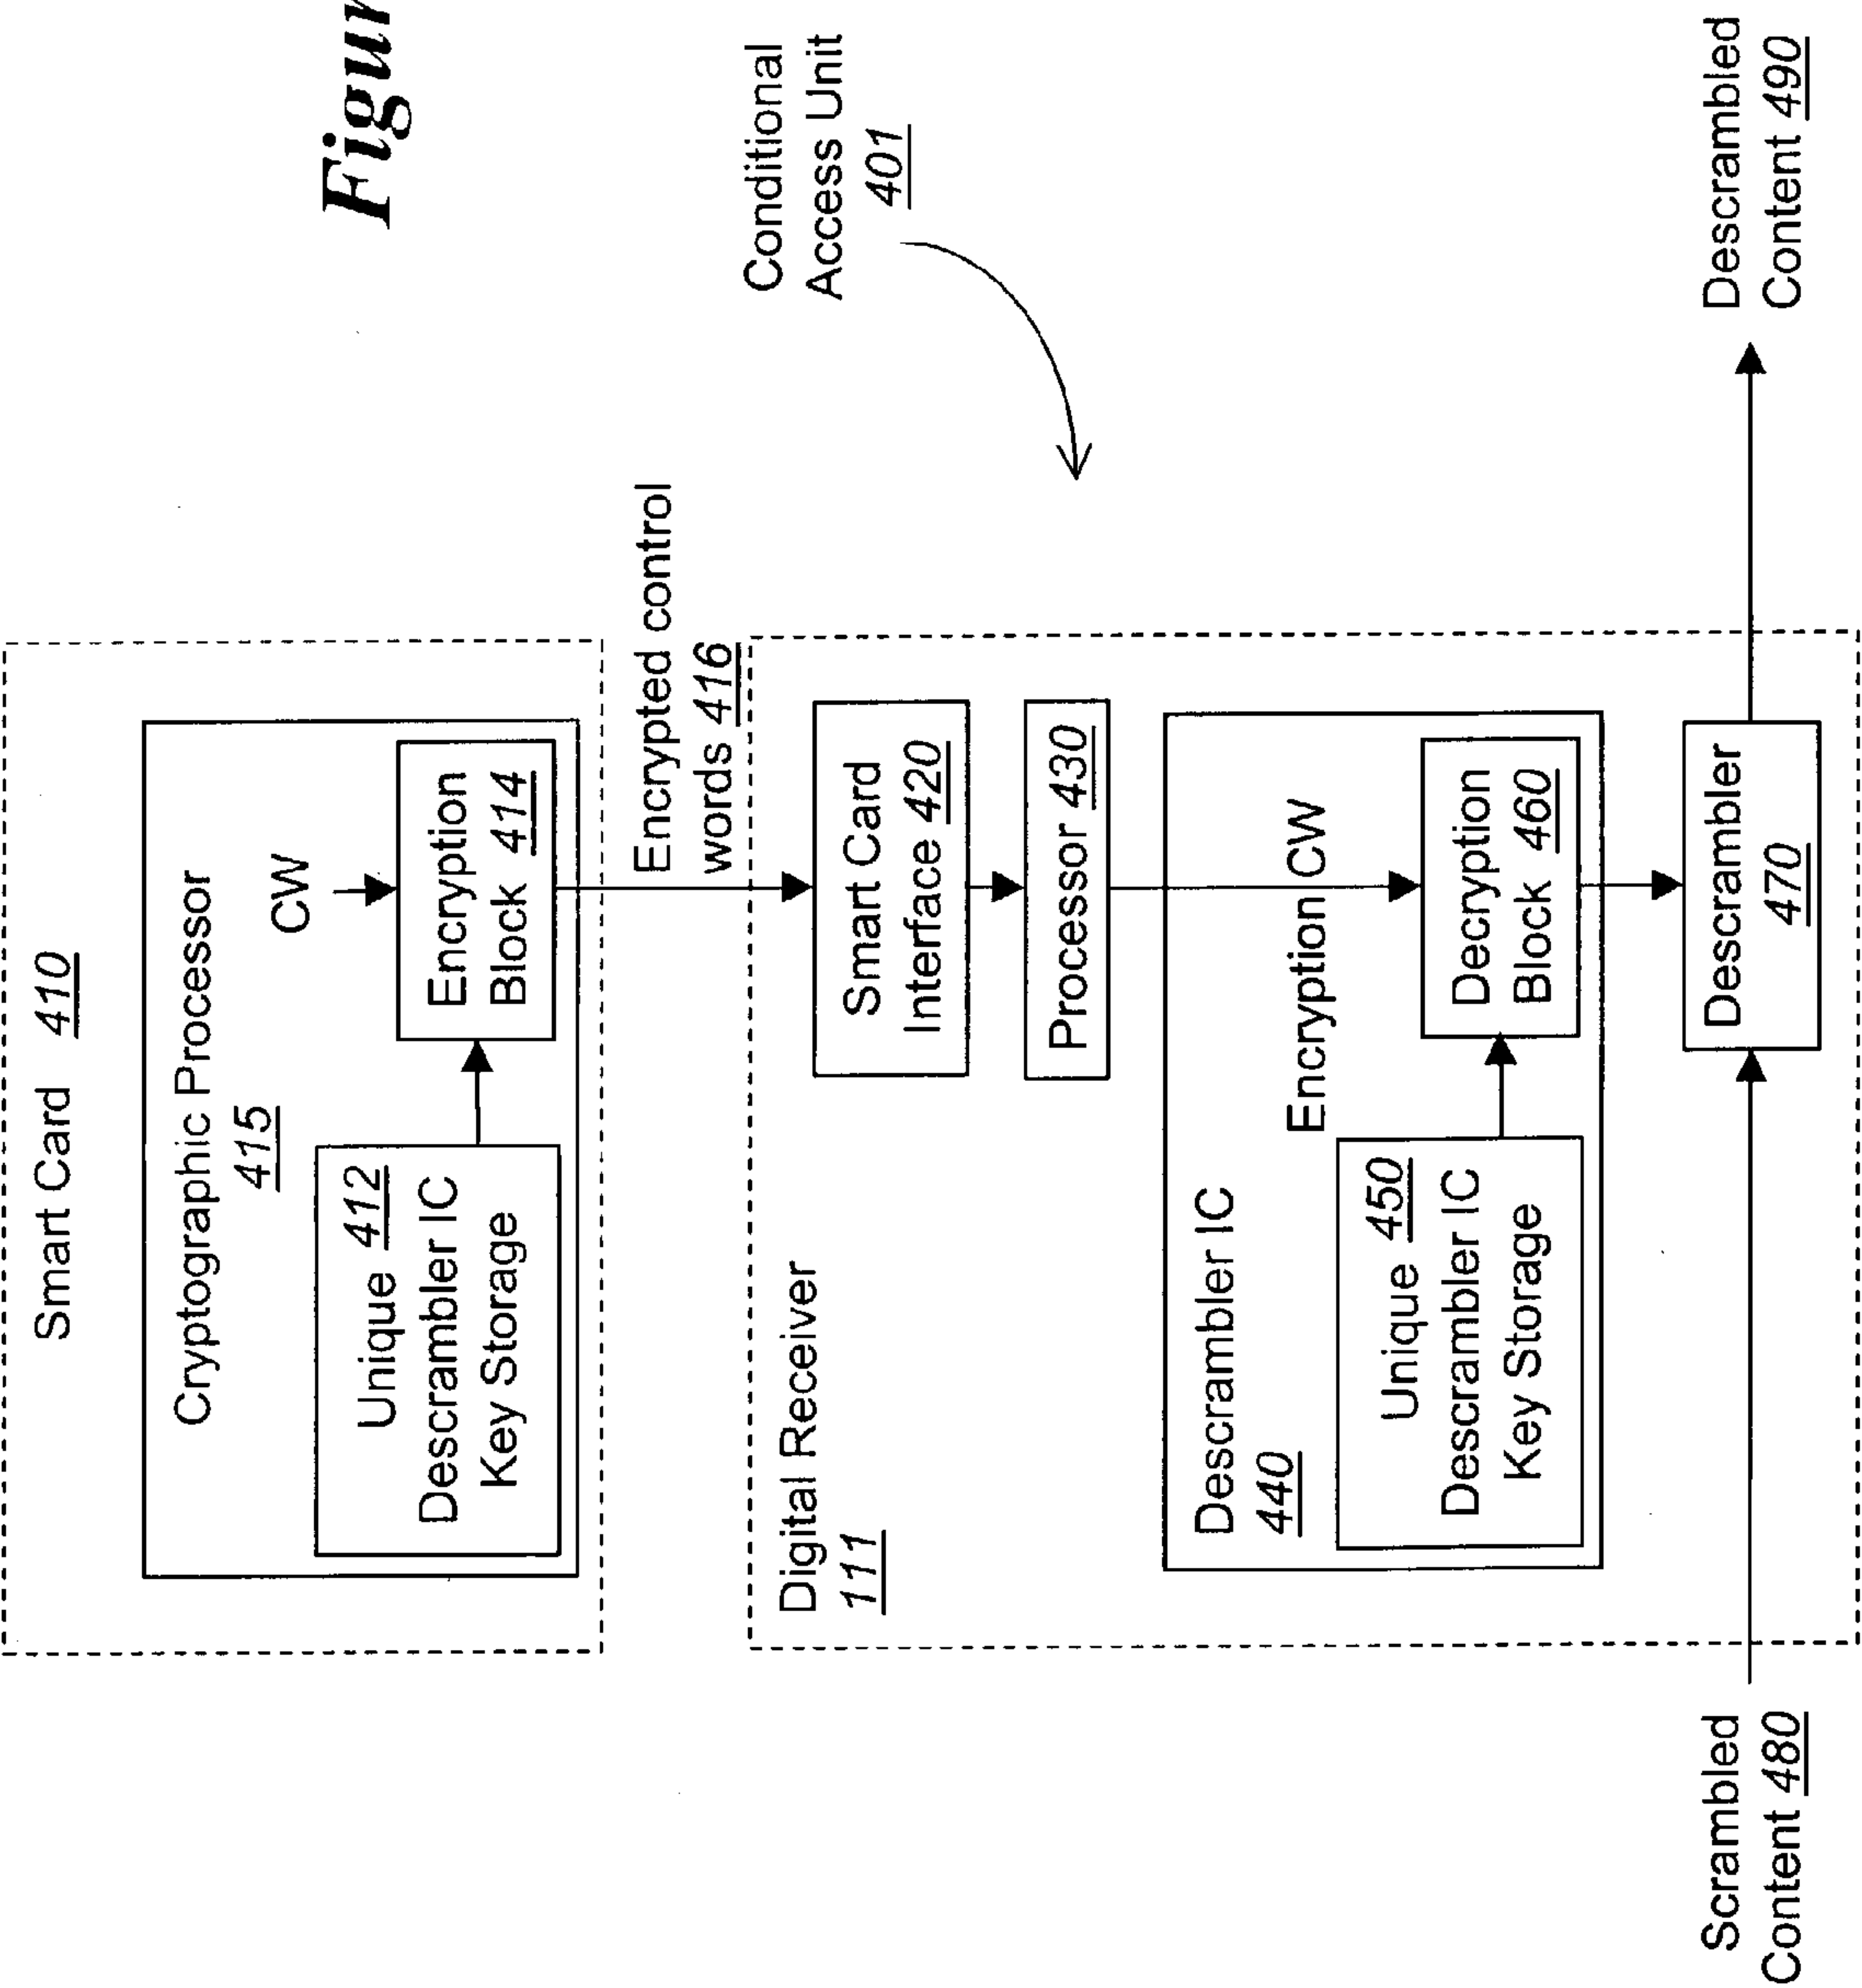 Figur
Smart Card 410
Cryptographic Processor
415
CW
Unique 412
Descrambler IC
Key Storage
Encryption
Block 414
Encrypted control
words 416
Conditional
Access Unit
401
Digital Receiver
111
Smart Card
Interface 420
Processor 430
Descrambler IC
440
Encryption CW
Unique 450
Descrambler IC
Key Storage
Decryption
Block 460
Descrambler
470
Scrambled
Content 480
Descrambled
Content 490